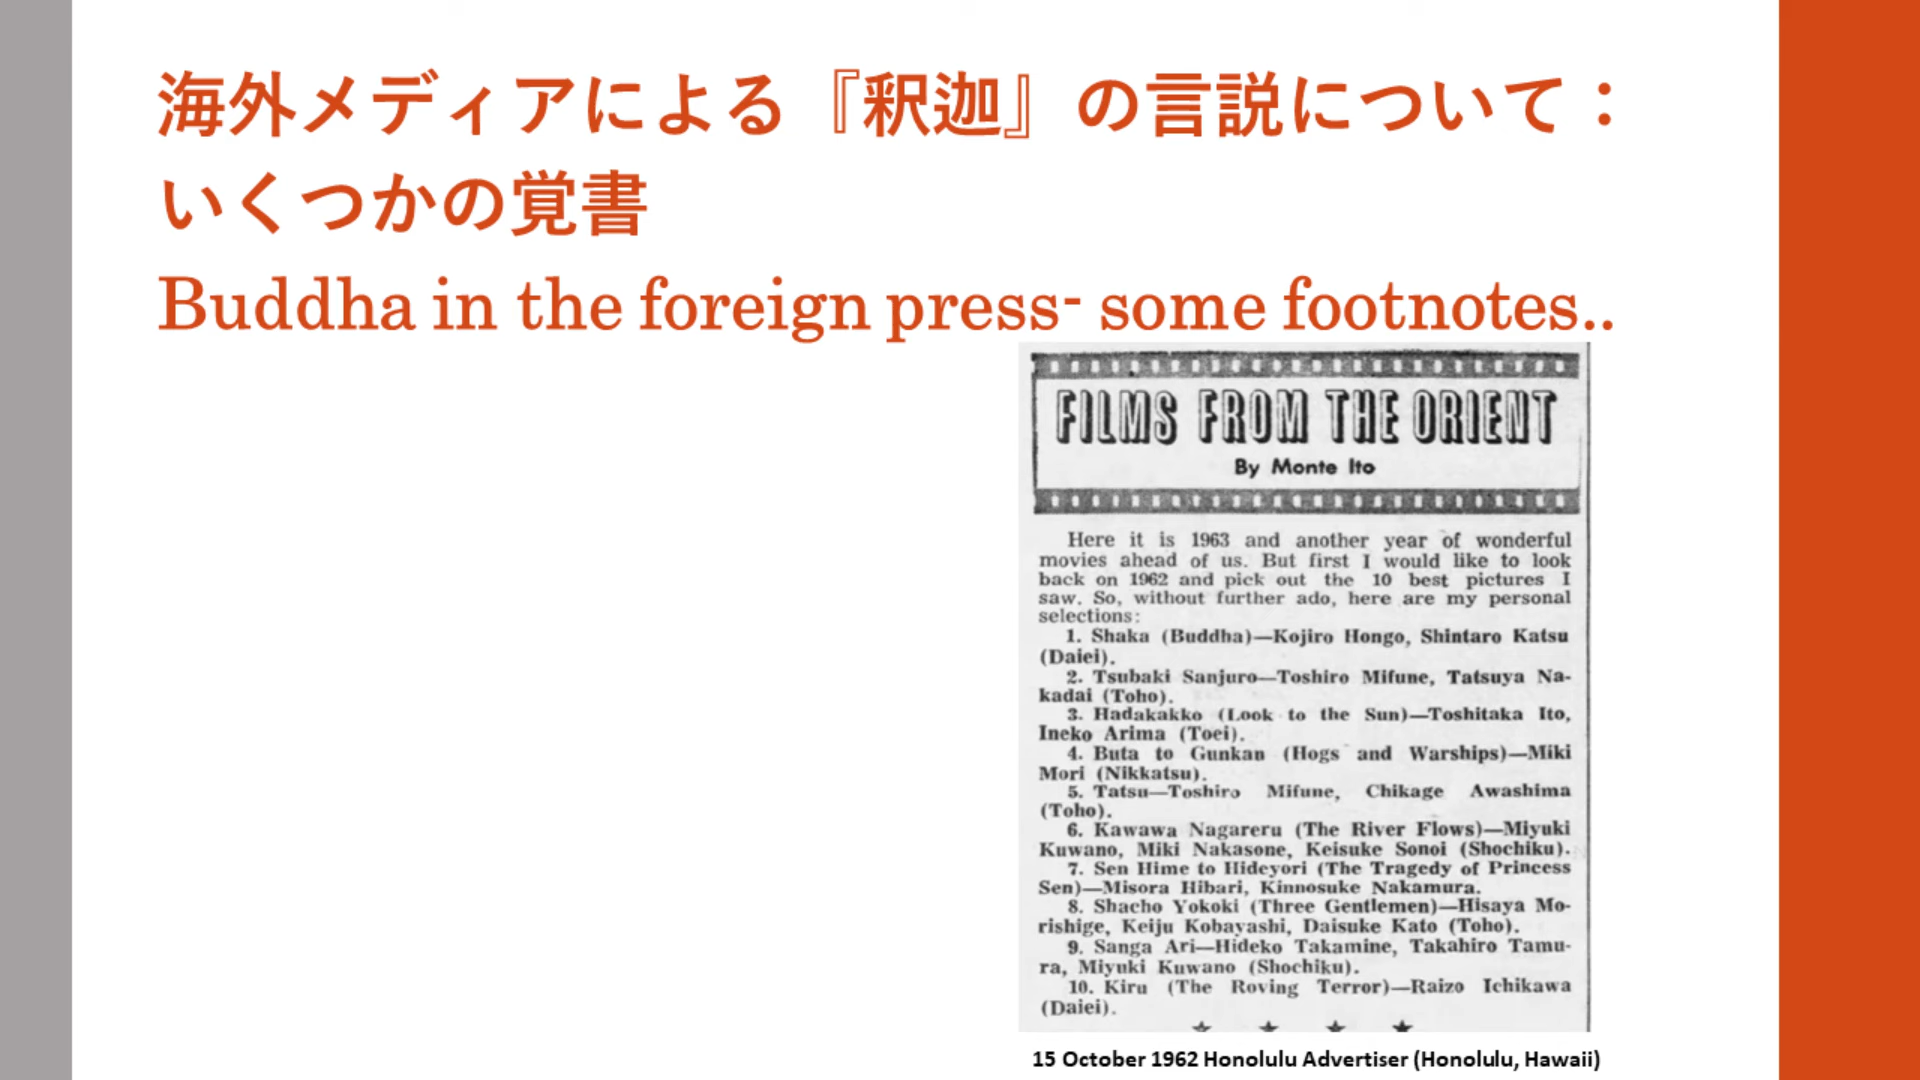 海外メディアによる『釈迦』の言説について：
いくつかの覚書
Buddha in the foreign press- some footnotes..
FILMS FROM THE ORIENT
By Monte Ito
Here it is 1963 and another year of wonderful
movies ahead of us. But first I would like to look
back on 1962 and pick out the 10 best pictures I
saw. So, without further ado, here are my personal
selections:
1. Shaka (Buddha)—Kojiro Hongo, Shintaro Katsu
(Daiei).
2. Tsubaki Sanjuro—Toshiro Mifune, Tatsuya Na-
kadai (Toho).
3. Hadakakko (Look to the Sun)—Toshitaka Ito,
Ineko Arima (Toei).
4. Buta to Gunkan (Hogs and Warships)—Miki
Mori (Nikkatsu).
5. Tatsu—Toshiro Mifune, Chikage Awashima
(Toho).
6. Kawawa Nagareru (The River Flows)—Miyuki
Kuwano, Miki Nakasone, Keisuke Sonoi (Shochiku).
7. Sen Hime to Hideyori (The Tragedy of Princess
Sen)—Misora Hibari, Kinnosuke Nakamura.
8. Shacho Yokoki (Three Gentlemen)—Hisaya Mo-
rishige, Keiju Kobayashi, Daisuke Kato (Toho).
9. Sanga Ari—Hideko Takamine, Takahiro Tamu-
ra, Miyuki Kuwano (Shochiku).
10. Kiru (The Roving Terror)—Raizo Ichikawa
(Daiei).
15 October 1962 Honolulu Advertiser (Honolulu, Hawaii)